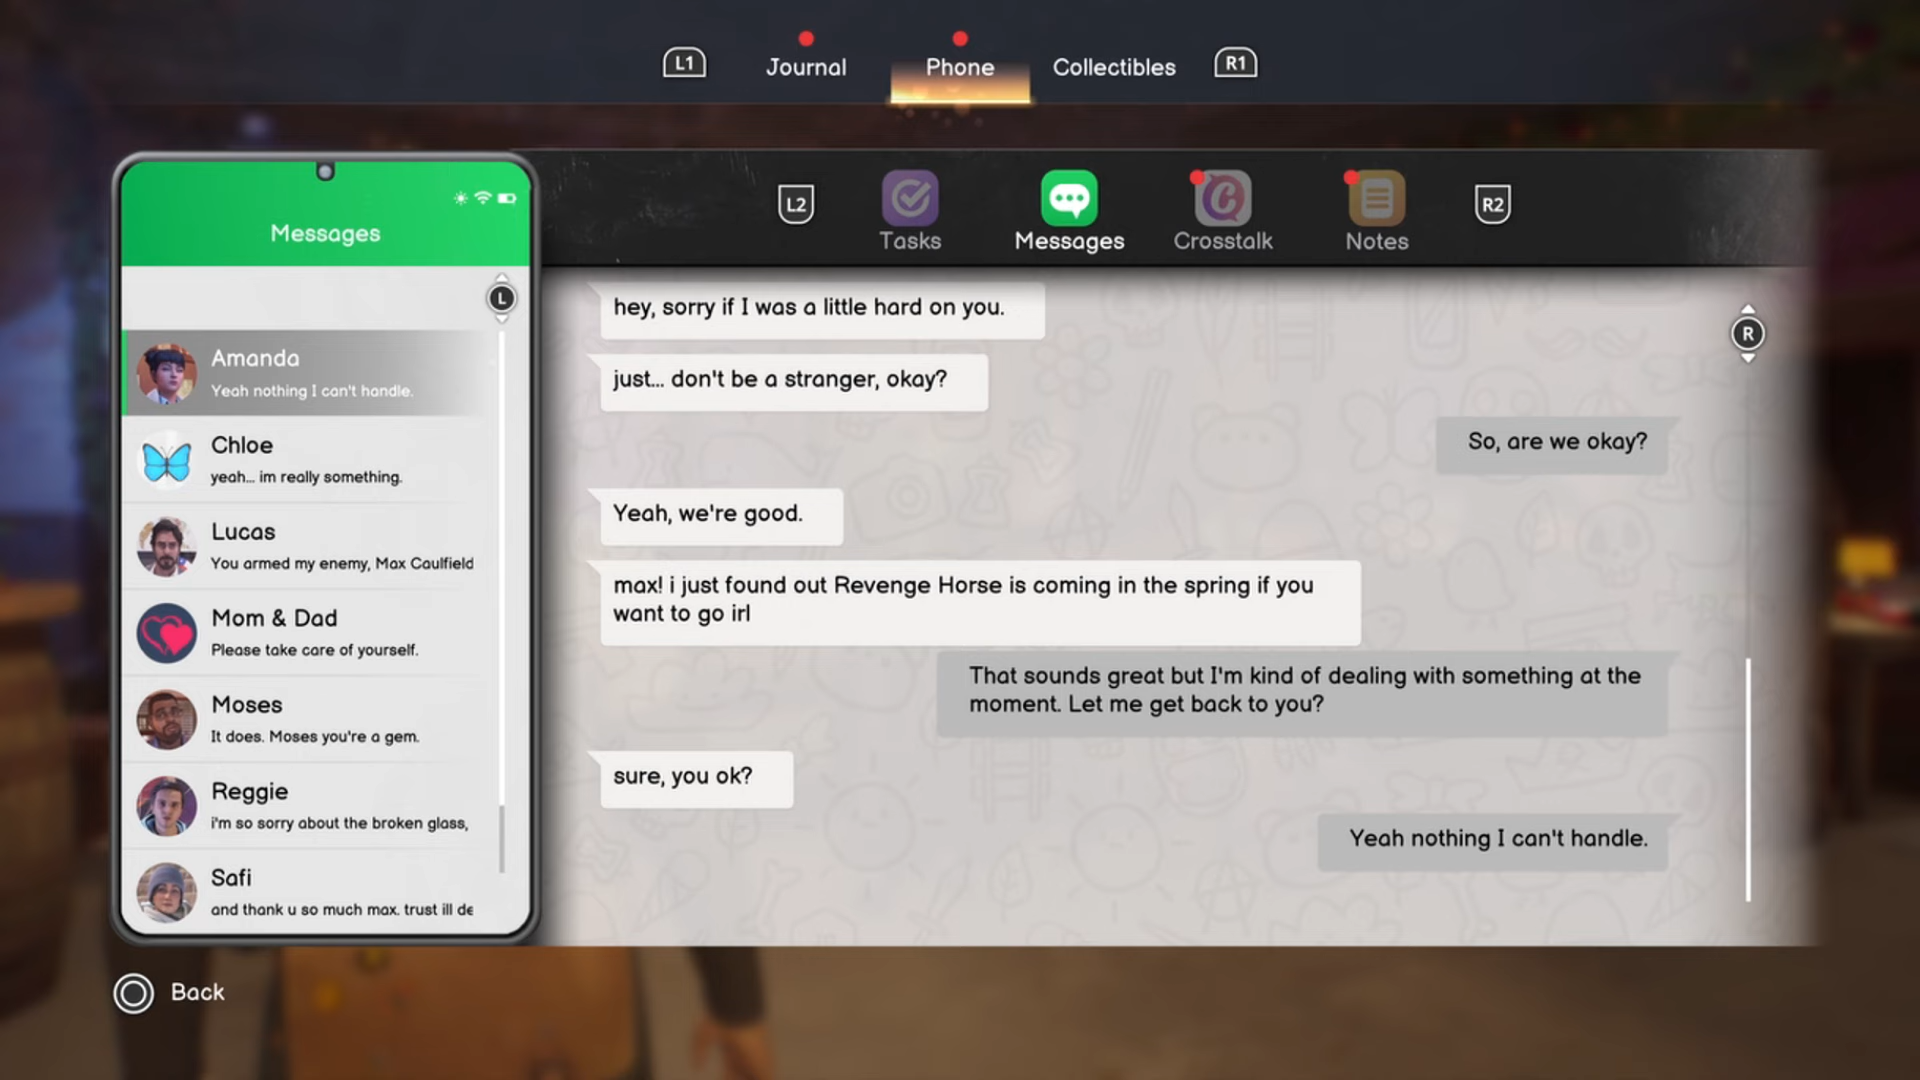 L1
Journal
Phone
Collectibles
R1
Messages
L
Amanda
Yeah nothing I can't handle.
Chloe
yeah... im really something.
Lucas
You armed my enemy, Max Caulfield
Mom & Dad
Please take care of yourself.
Moses
It does. Moses you're a gem.
Reggie
i'm so sorry about the broken glass,
Safi
and thank u so much max. trust ill de
L2
Tasks
Messages
Crosstalk
Notes
R2
hey, sorry if I was a little hard on you.
R
just... don't be a stranger, okay?
So, are we okay?
Yeah, we're good.
max! i just found out Revenge Horse is coming in the spring if you
want to go irl
That sounds great but I'm kind of dealing with something at the
moment. Let me get back to you?
sure, you ok?
Yeah nothing I can't handle.
Back